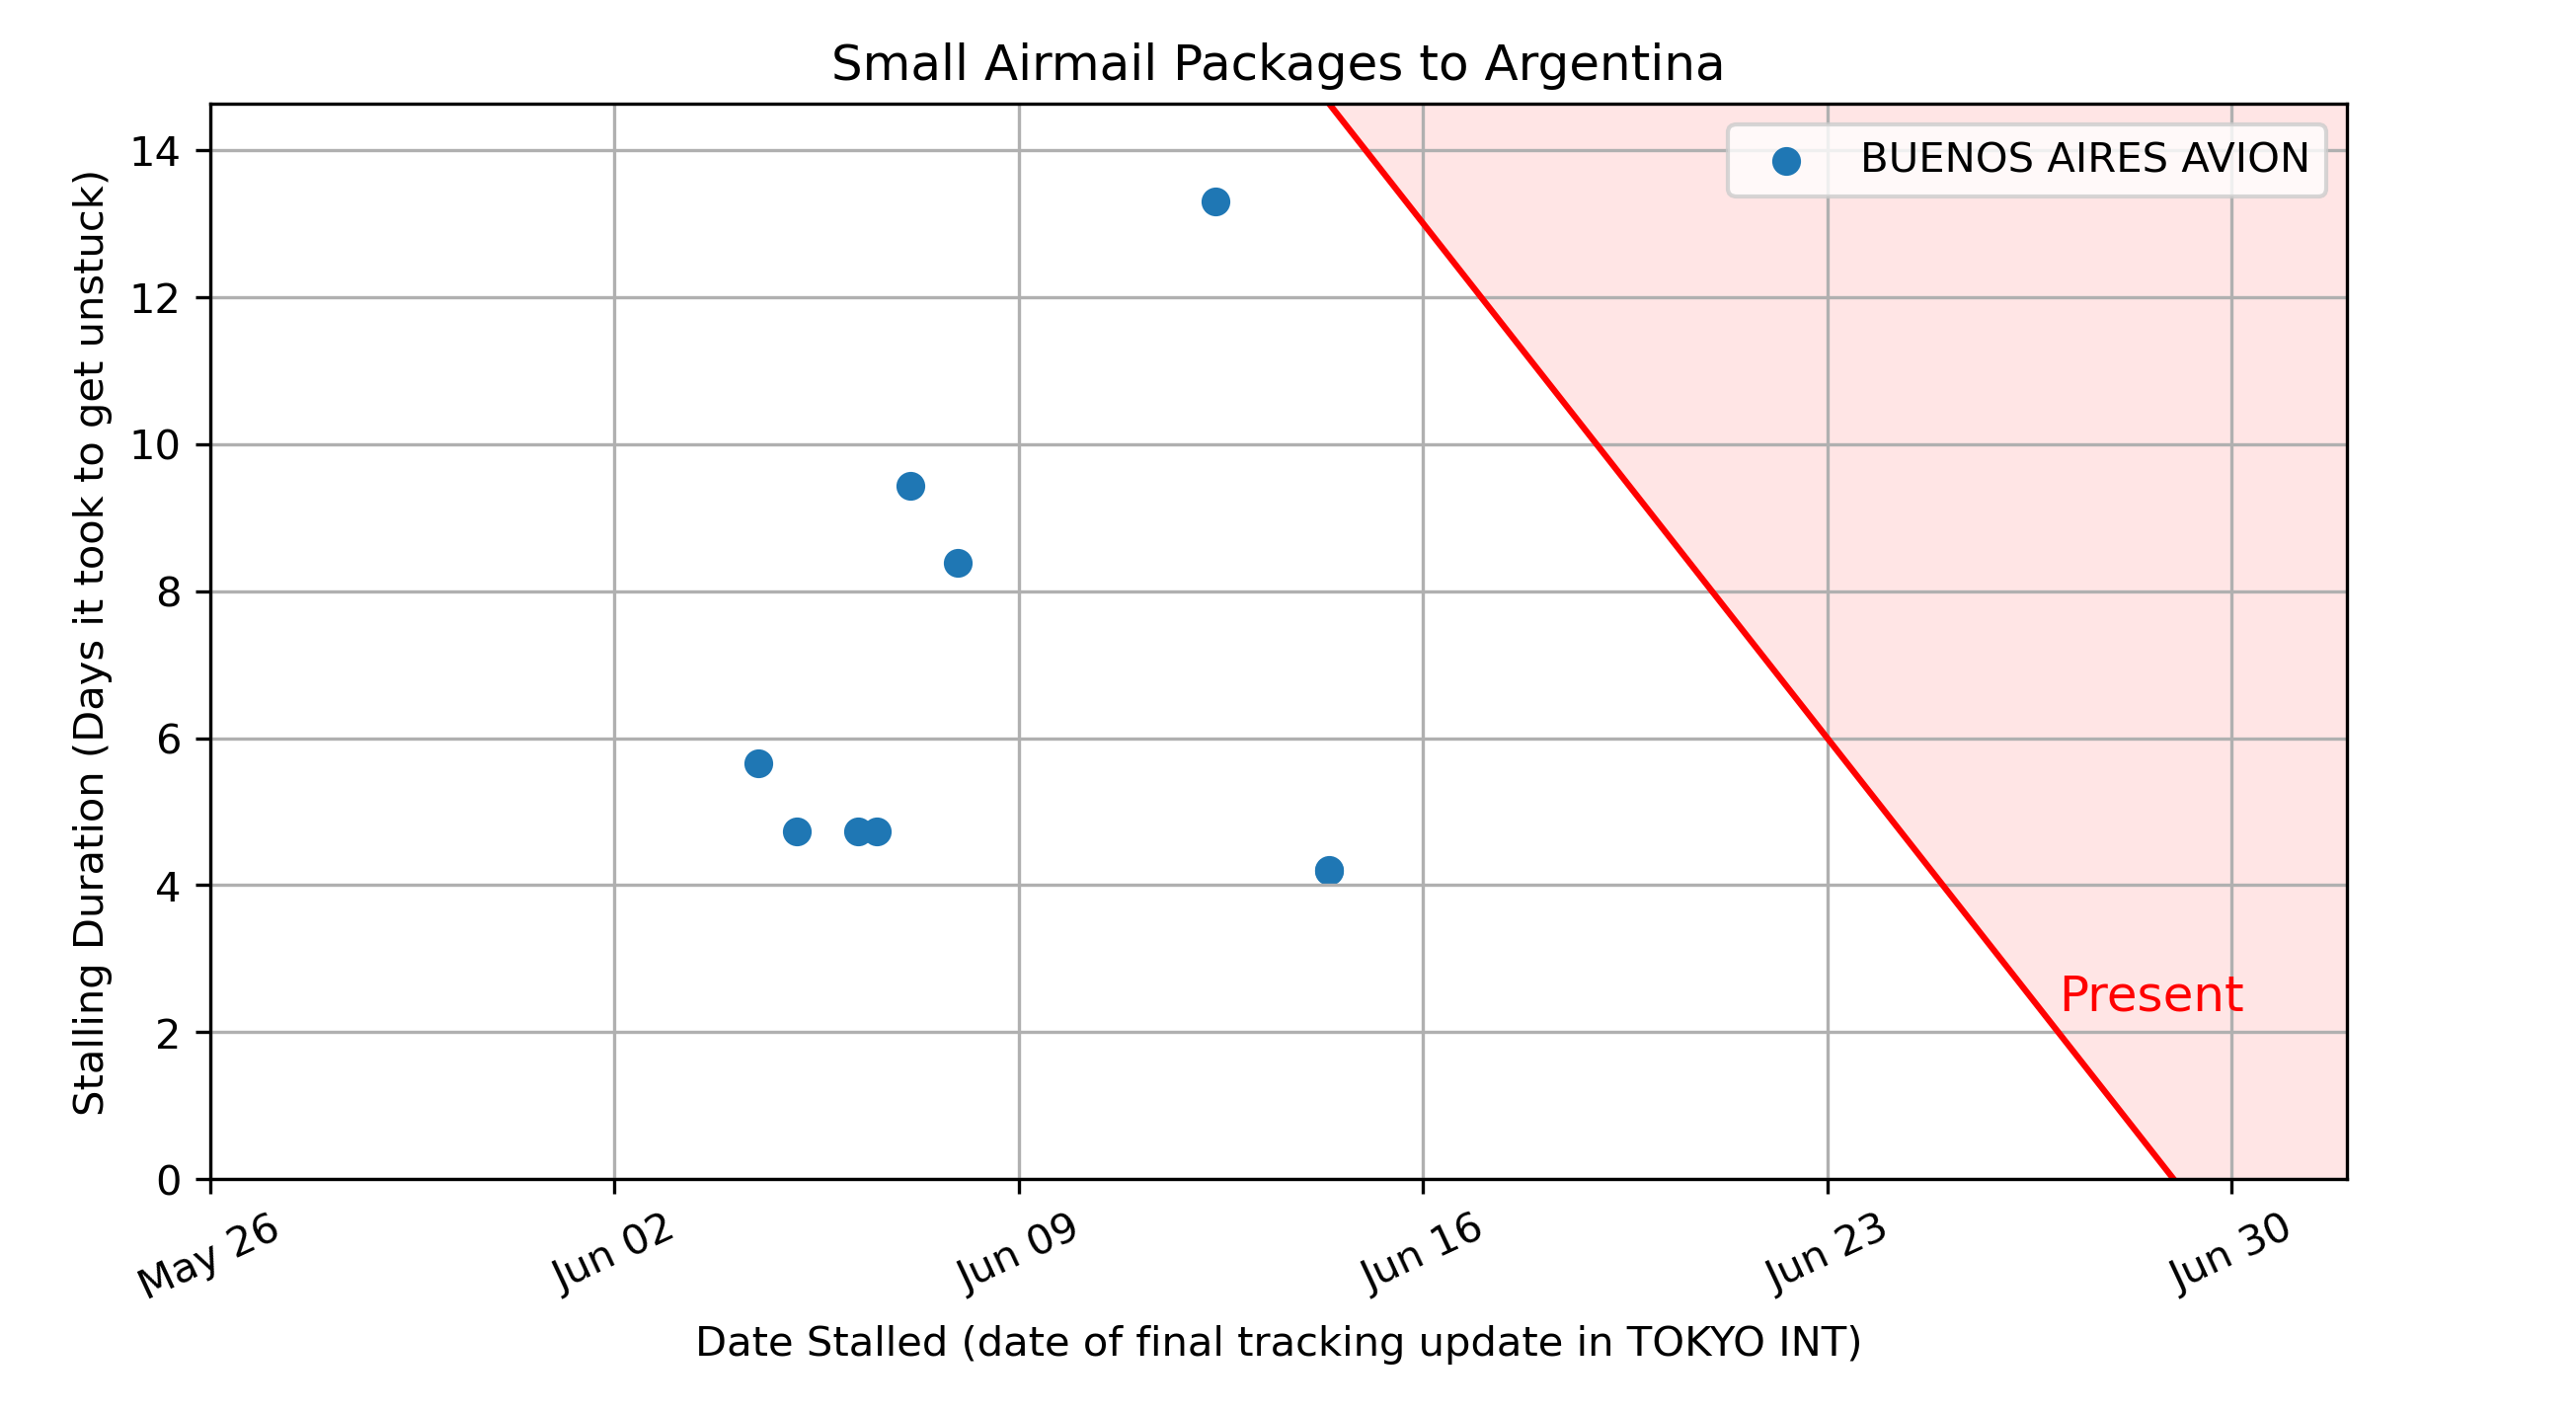 Small Airmail Packages to Argentina
BUENOS AIRES AVION
Stalling Duration (Days it took to get unstuck)
14
12
10
8
6
4
2
0
Present
May 26
Jun 02
Jun 09
Jun 16
Jun 23
Jun 30
Date Stalled (date of final tracking update in TOKYO INT)